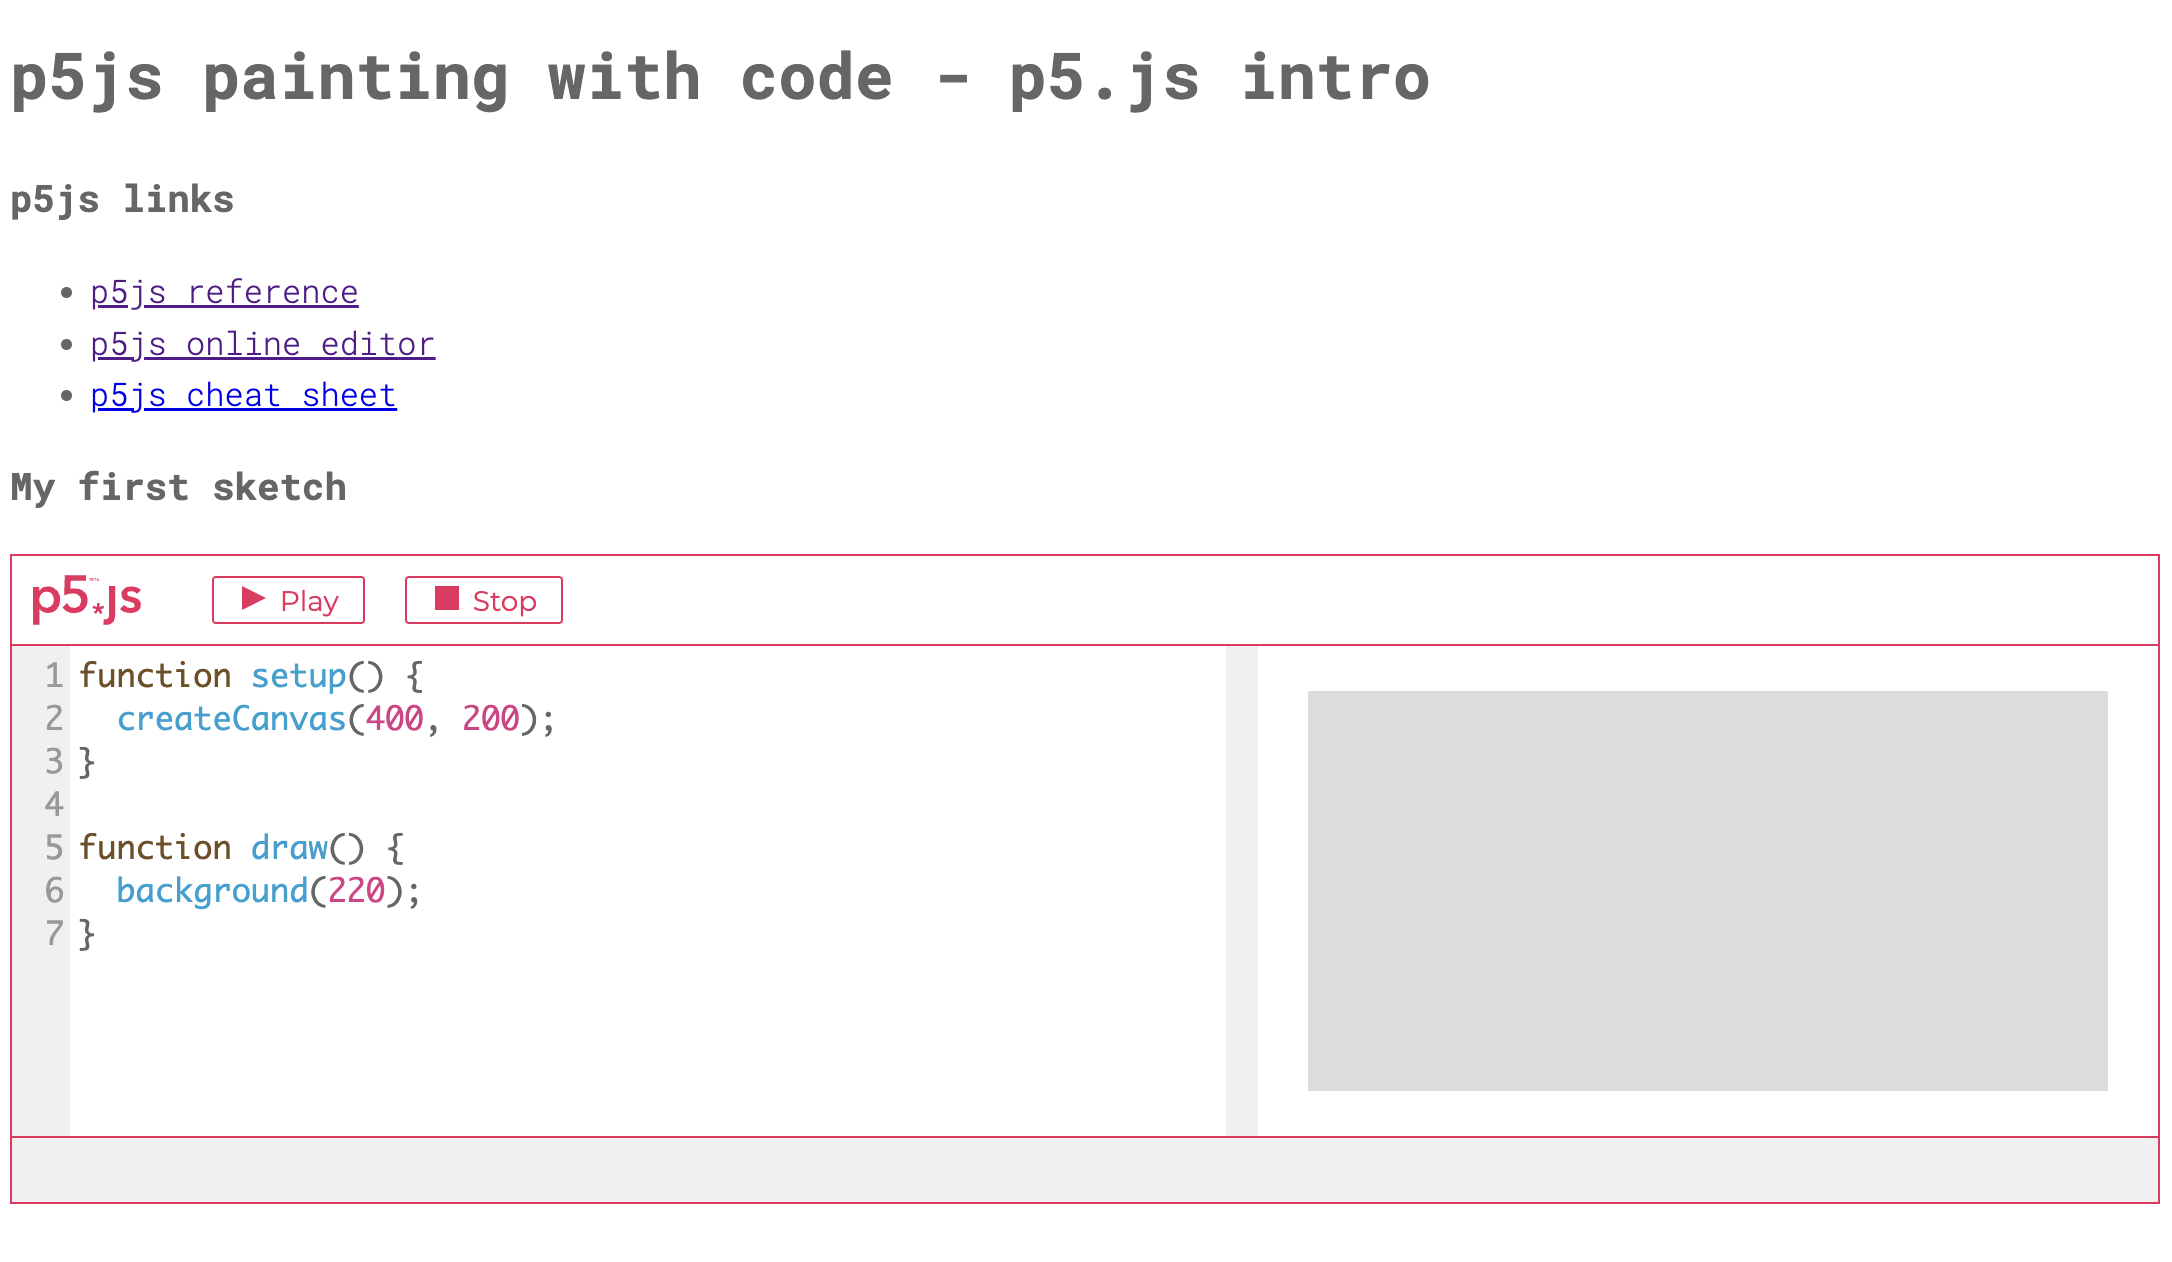 p5js painting with code - p5.js intro
p5js links
p5js reference
p5js online editor
p5js cheat sheet
My first sketch
p5*js Play Stop
1 function setup() {
2   createCanvas(400, 200);
3 }
4
5 function draw() {
6   background(220);
7 }